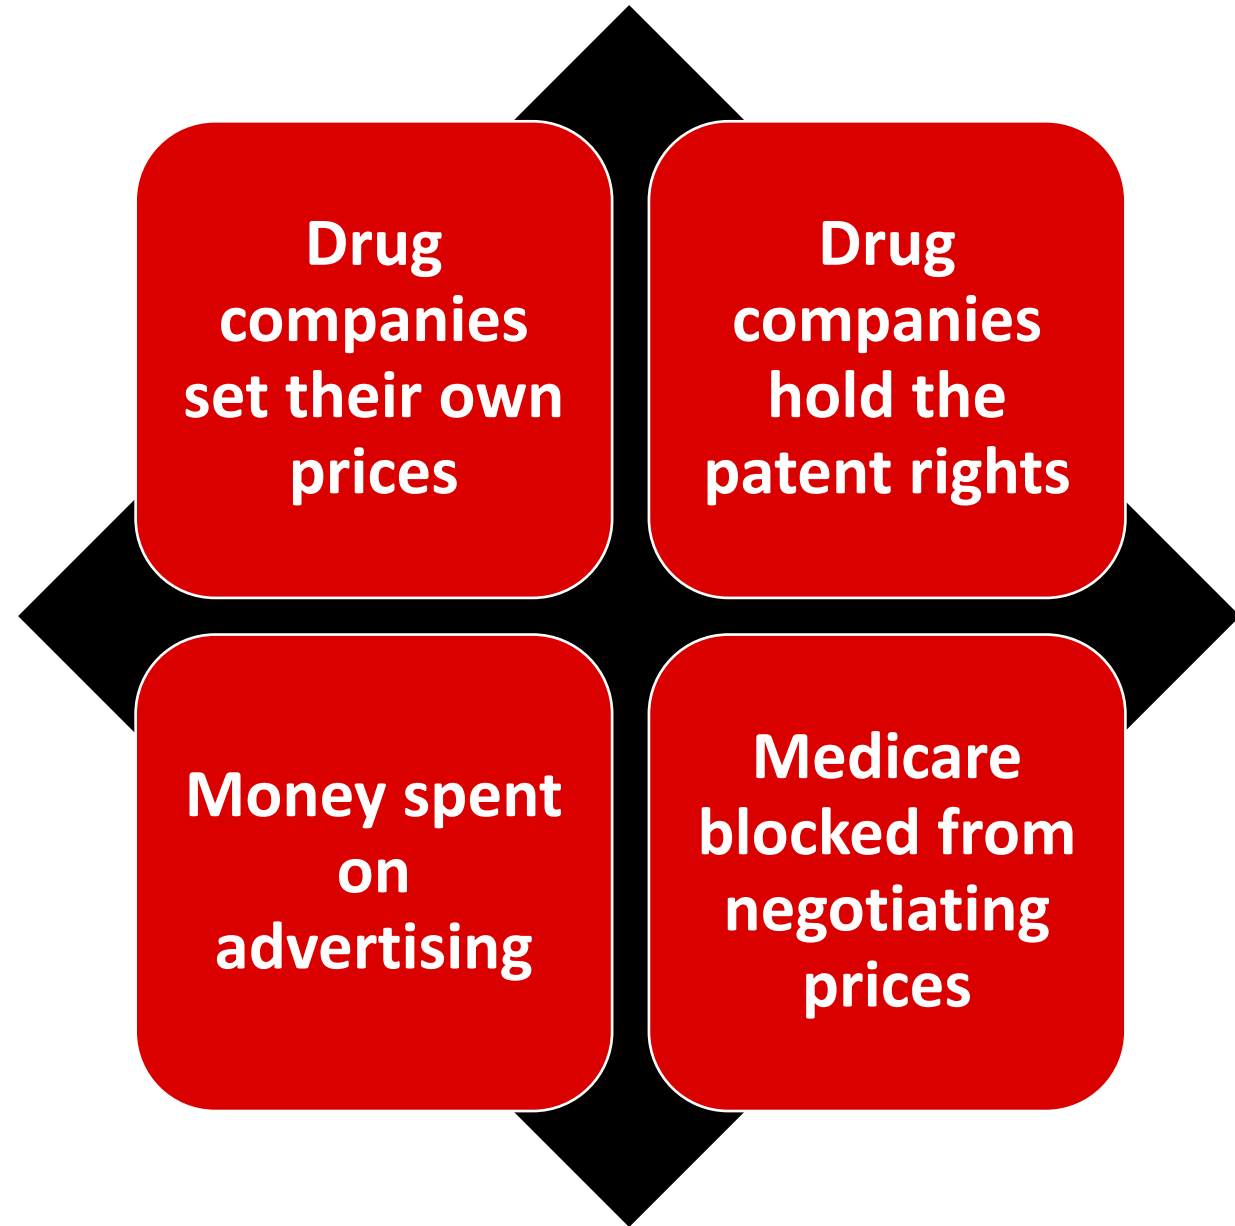 Drug
companies
set their own
prices
Drug
companies
hold the
patent rights
Money spent
on
advertising
Medicare
blocked from
negotiating
prices